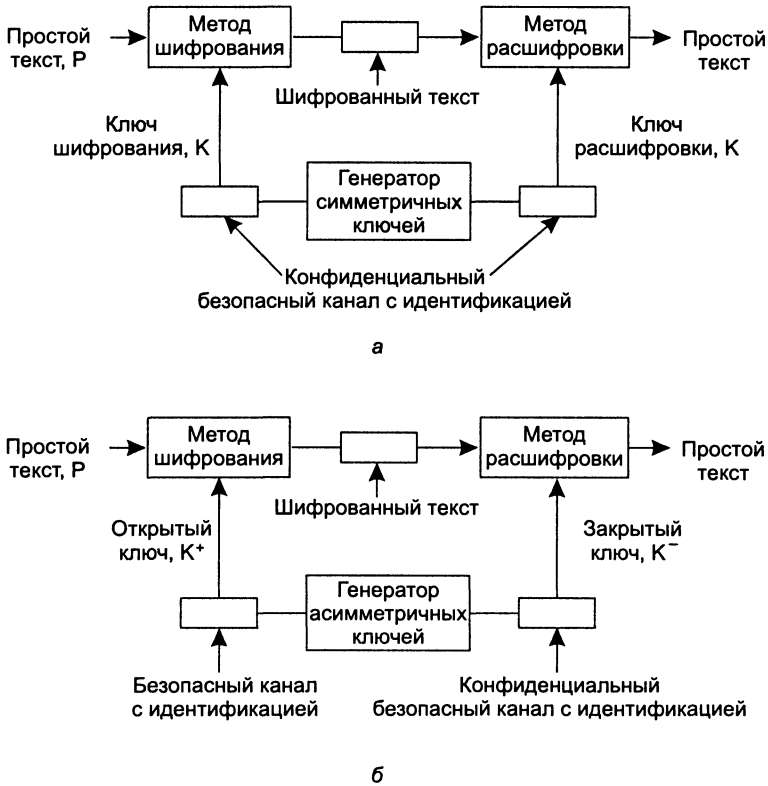 Простой
текст, P
Метод
шифрования
Метод
расшифровки
Простой
текст
Шифрованный текст
Ключ
шифрования, K
Ключ
расшифровки, K
Генератор
симметричных
ключей
Конфиденциальный
безопасный канал с идентификацией
а
Простой
текст, P
Метод
шифрования
Метод
расшифровки
Простой
текст
Шифрованный текст
Открытый
ключ, K⁺
Закрытый
ключ, K⁻
Генератор
асимметричных
ключей
Безопасный канал
с идентификацией
Конфиденциальный
безопасный канал с идентификацией
б